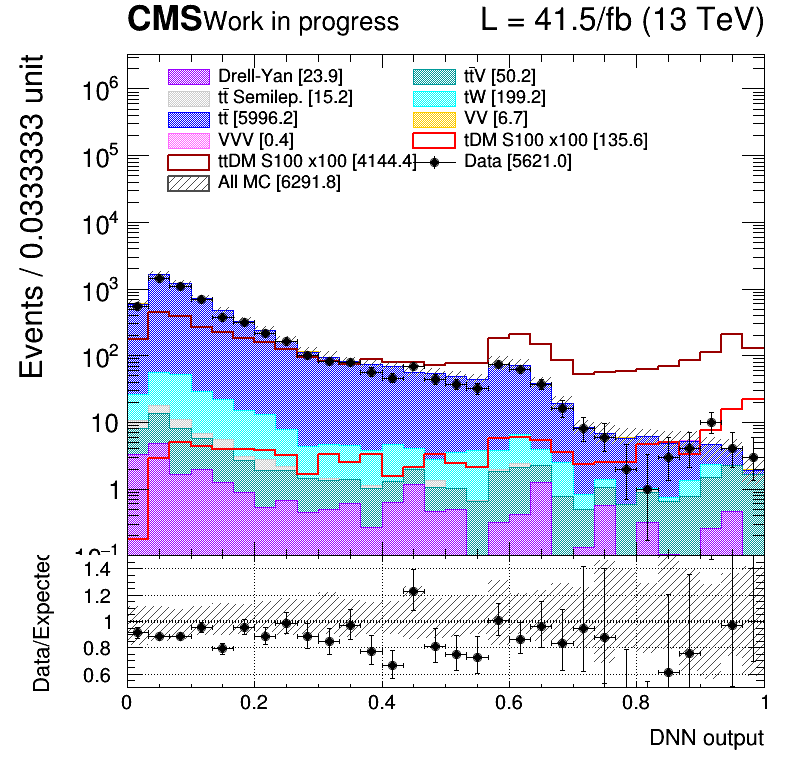 CMS Work in progress L = 41.5/fb (13 TeV)
Events / 0.0333333 unit
Drell-Yan [23.9] tt̄V [50.2]
tt̄ Semilep. [15.2] tW [199.2]
tt̄ [5996.2] VV [6.7]
VVV [0.4] tDM S100 x100 [135.6]
ttDM S100 x100 [4144.4] Data [5621.0]
All MC [6291.8]
10⁶
10⁵
10⁴
10³
10²
10
1
10⁻¹
Data/Expected
1.4
1.2
1
0.8
0.6
0 0.2 0.4 0.6 0.8 1
DNN output